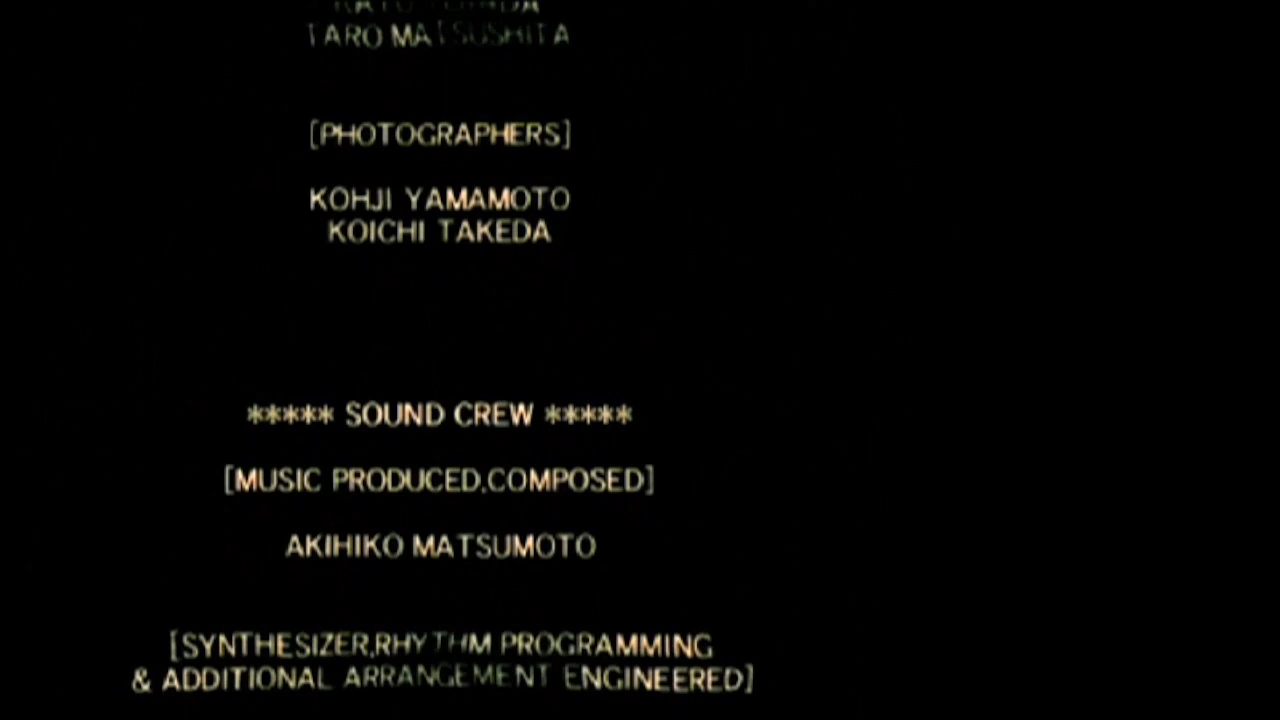 TARO MATSUSHITA
[PHOTOGRAPHERS]
KOHJI YAMAMOTO
KOICHI TAKEDA
***** SOUND CREW *****
[MUSIC PRODUCED,COMPOSED]
AKIHIKO MATSUMOTO
[SYNTHESIZER,RHYTHM PROGRAMMING
& ADDITIONAL ARRANGEMENT ENGINEERED]